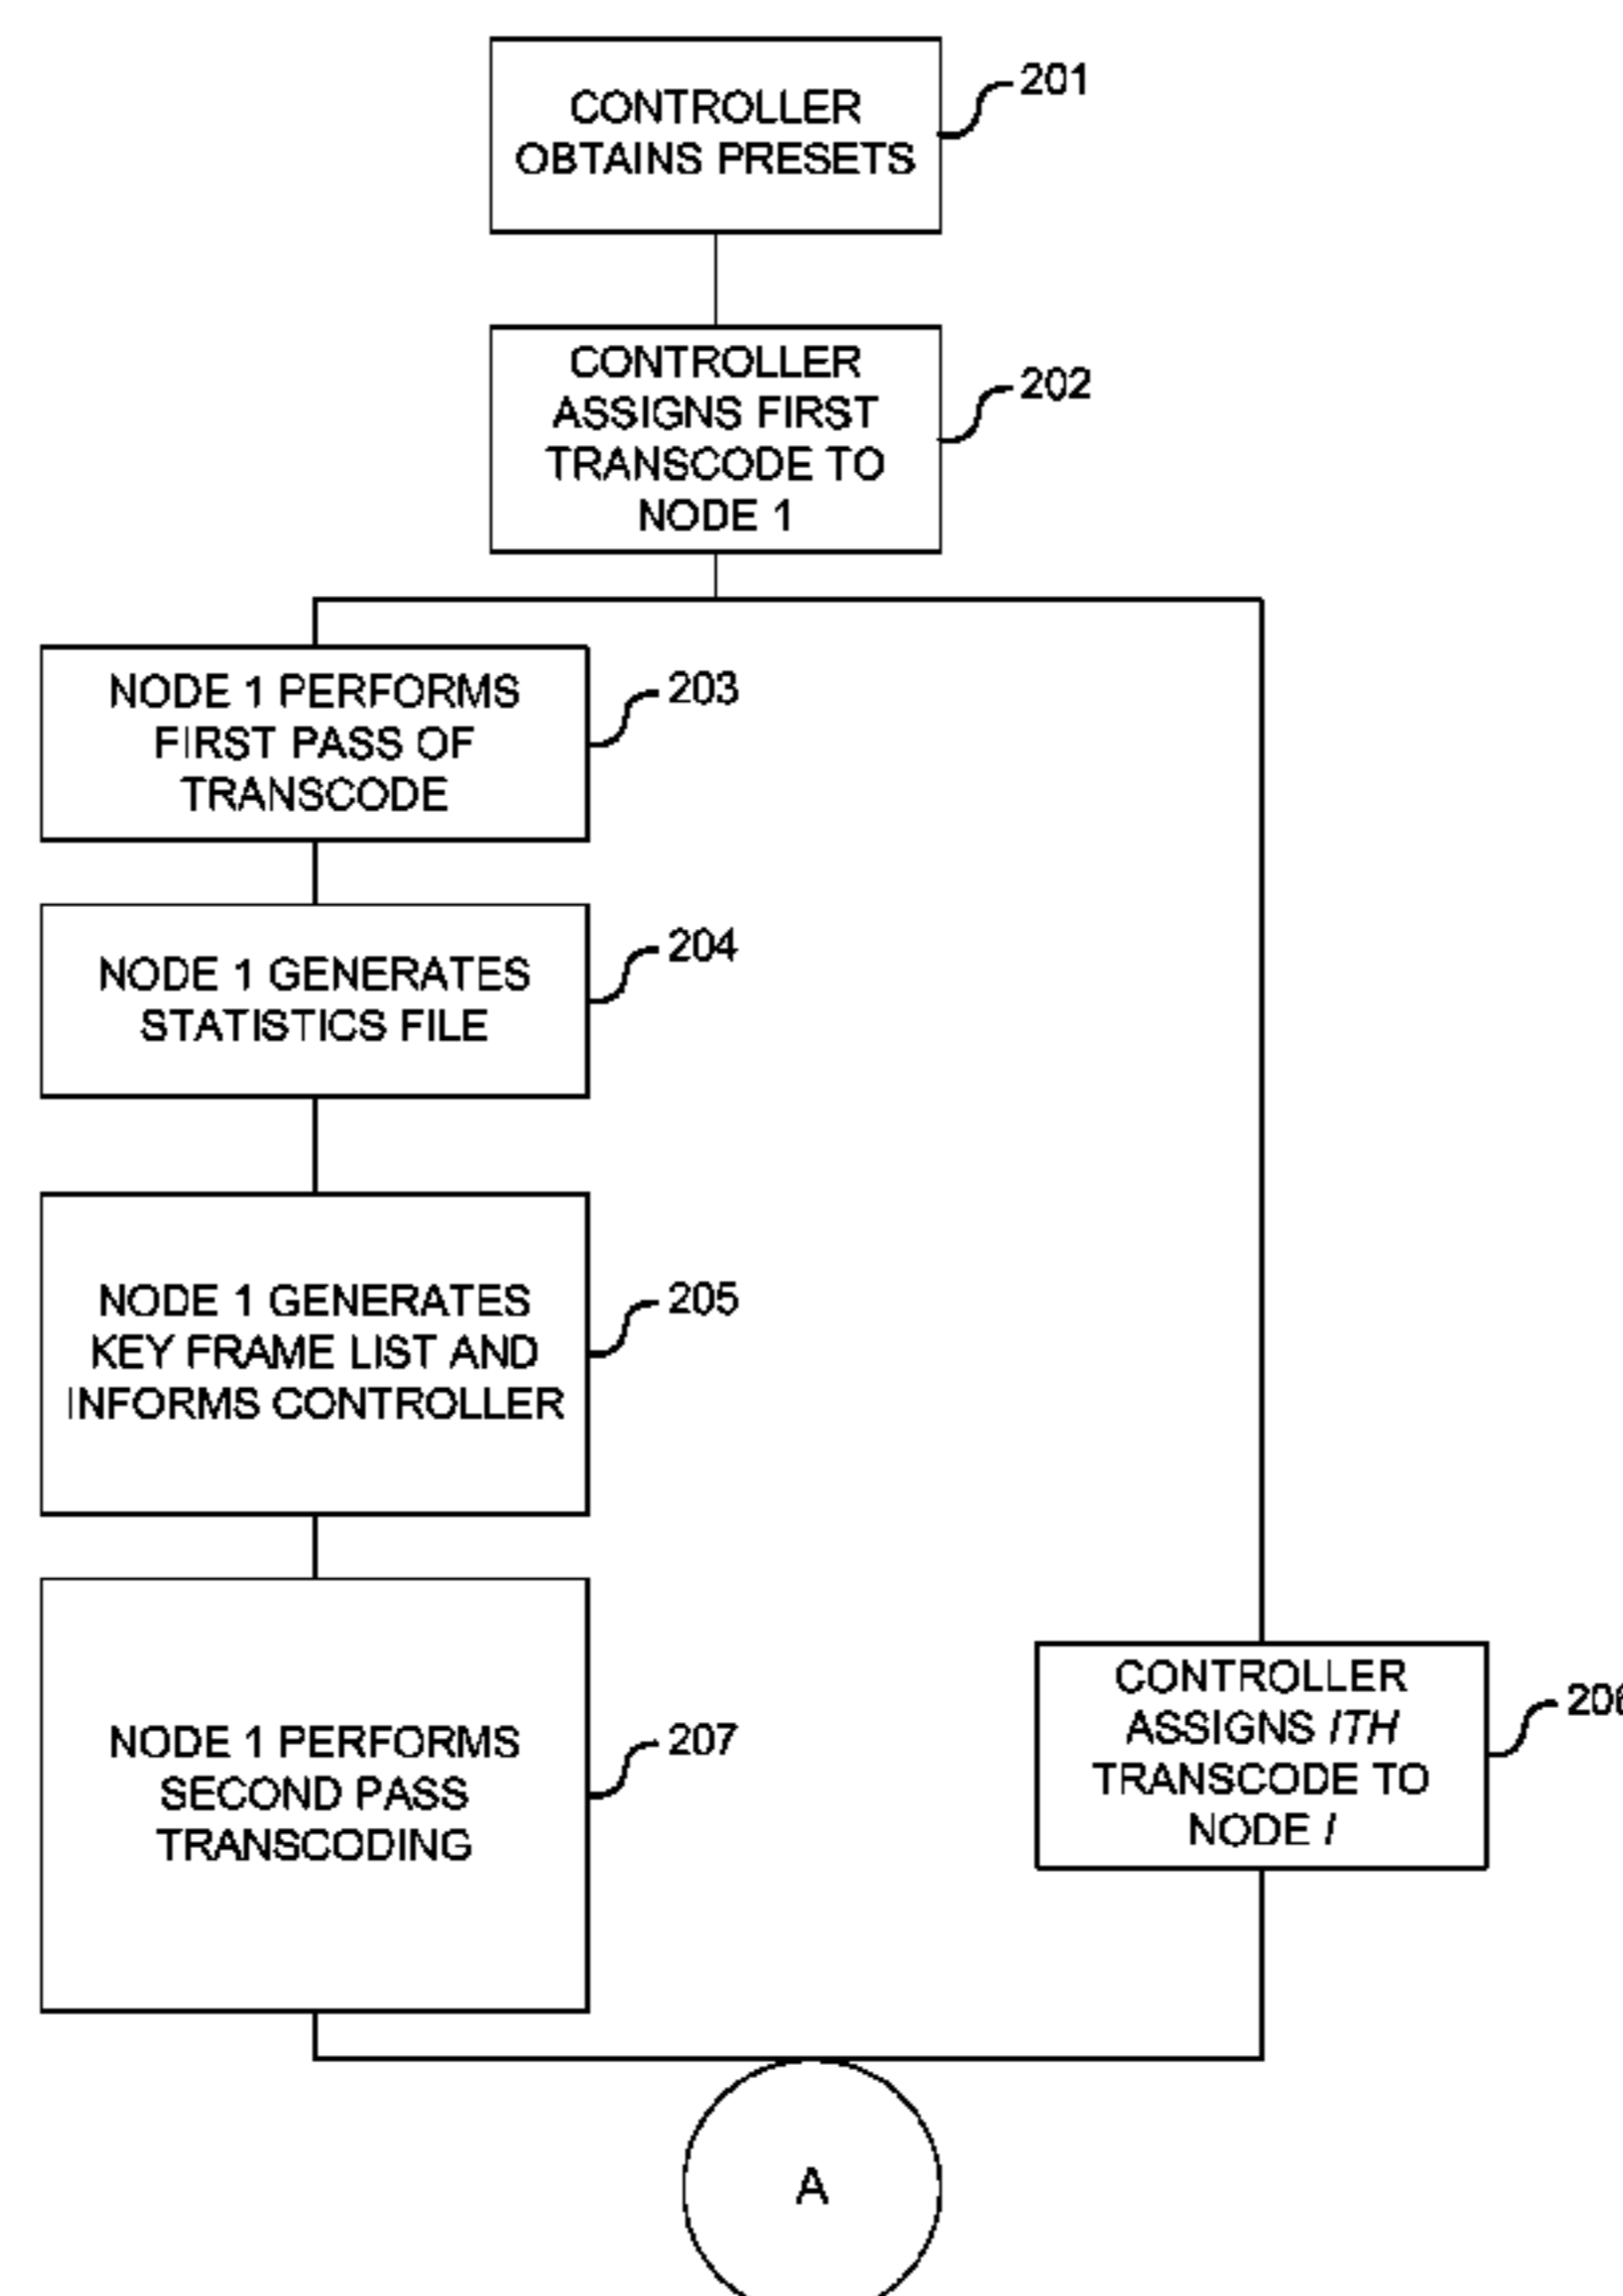 CONTROLLER
OBTAINS PRESETS
201
CONTROLLER
ASSIGNS FIRST
TRANSCODE TO
NODE 1
202
NODE 1 PERFORMS
FIRST PASS OF
TRANSCODE
203
NODE 1 GENERATES
STATISTICS FILE
204
NODE 1 GENERATES
KEY FRAME LIST AND
INFORMS CONTROLLER
205
NODE 1 PERFORMS
SECOND PASS
TRANSCODING
207
CONTROLLER
ASSIGNS ITH
TRANSCODE TO
NODE I
206
A